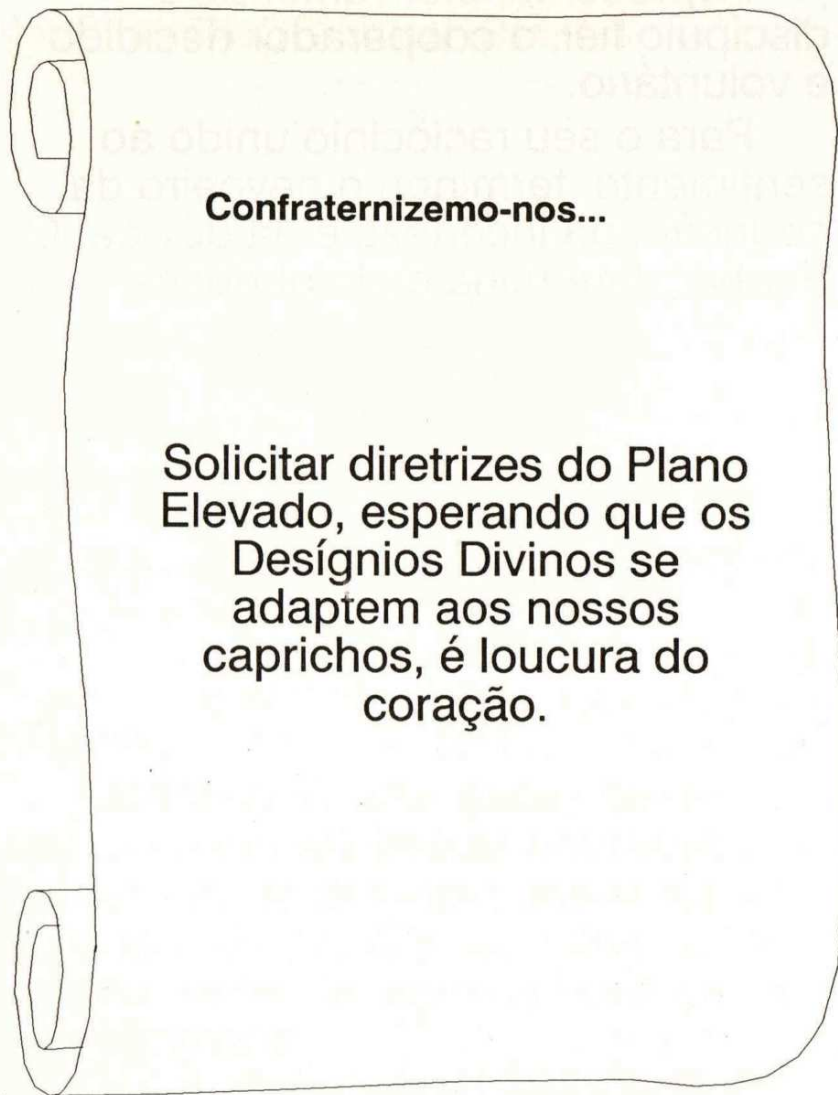 Confraternizemo-nos...
Solicitar diretrizes do Plano
Elevado, esperando que os
Desígnios Divinos se
adaptem aos nossos
caprichos, é loucura do
coração.